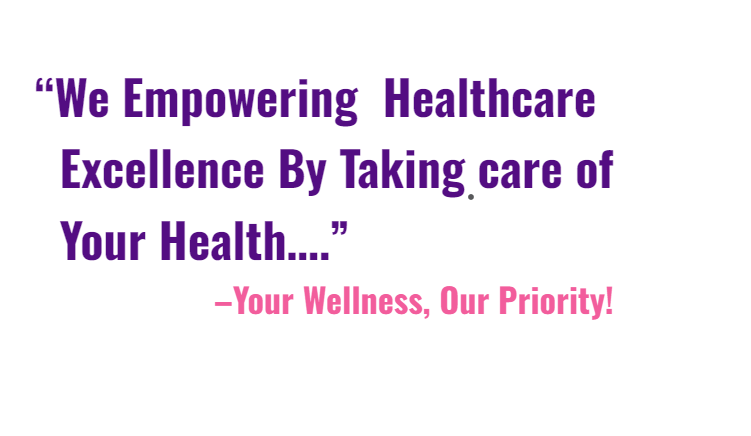 “We Empowering  Healthcare
Excellence By Taking care of
Your Health....”
–Your Wellness, Our Priority!